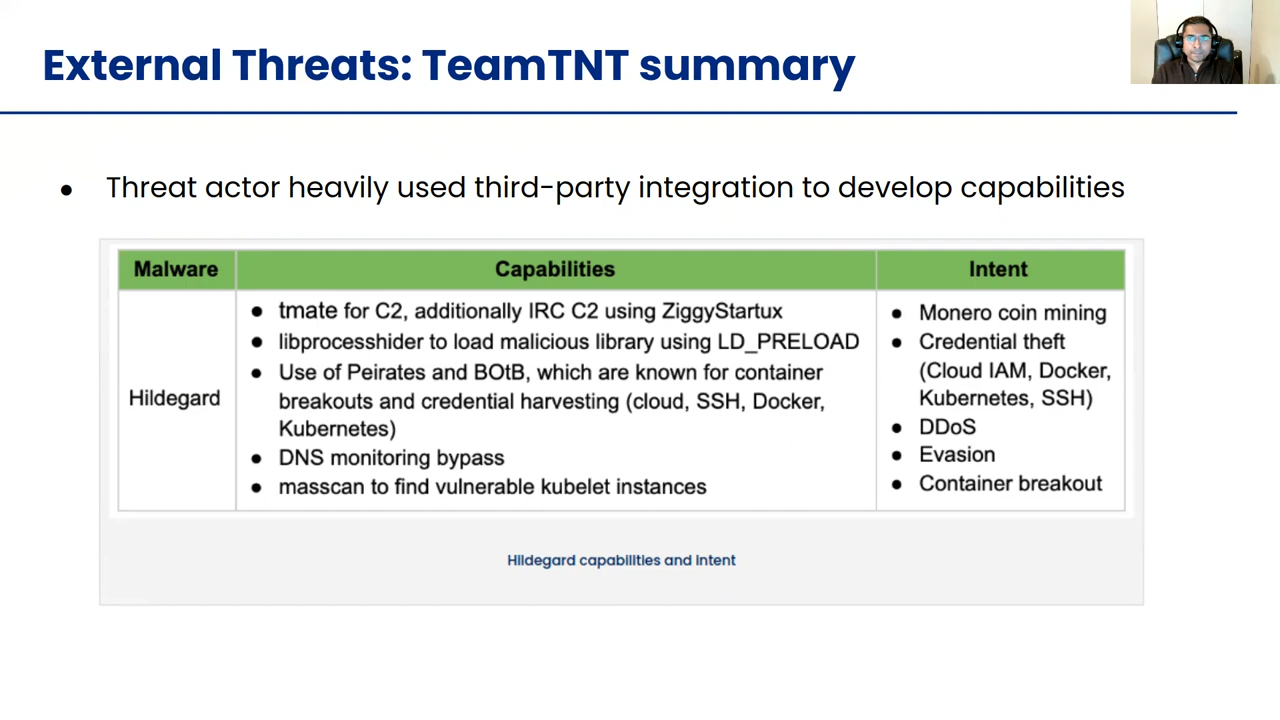 External Threats: TeamTNT summary
● Threat actor heavily used third-party integration to develop capabilities
Malware
Capabilities
Intent
Hildegard
● tmate for C2, additionally IRC C2 using ZiggyStartux
● libprocesshider to load malicious library using LD_PRELOAD
● Use of Peirates and BOtB, which are known for container
breakouts and credential harvesting (cloud, SSH, Docker,
Kubernetes)
● DNS monitoring bypass
● masscan to find vulnerable kubelet instances
● Monero coin mining
● Credential theft
(Cloud IAM, Docker,
Kubernetes, SSH)
● DDoS
● Evasion
● Container breakout
Hildegard capabilities and intent